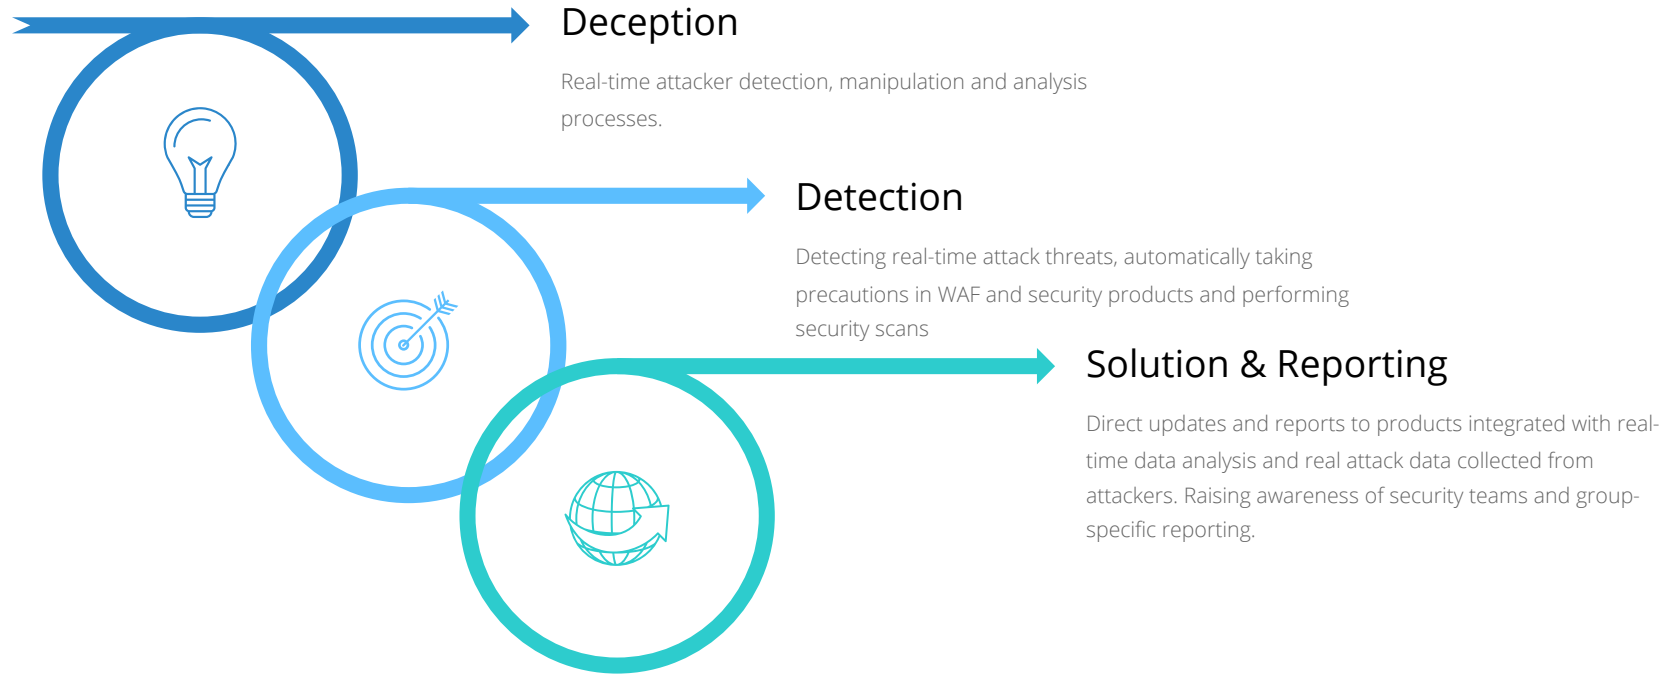 Deception
Real-time attacker detection, manipulation and analysis
processes.
Detection
Detecting real-time attack threats, automatically taking
precautions in WAF and security products and performing
security scans
Solution & Reporting
Direct updates and reports to products integrated with real-
time data analysis and real attack data collected from
attackers. Raising awareness of security teams and group-
specific reporting.